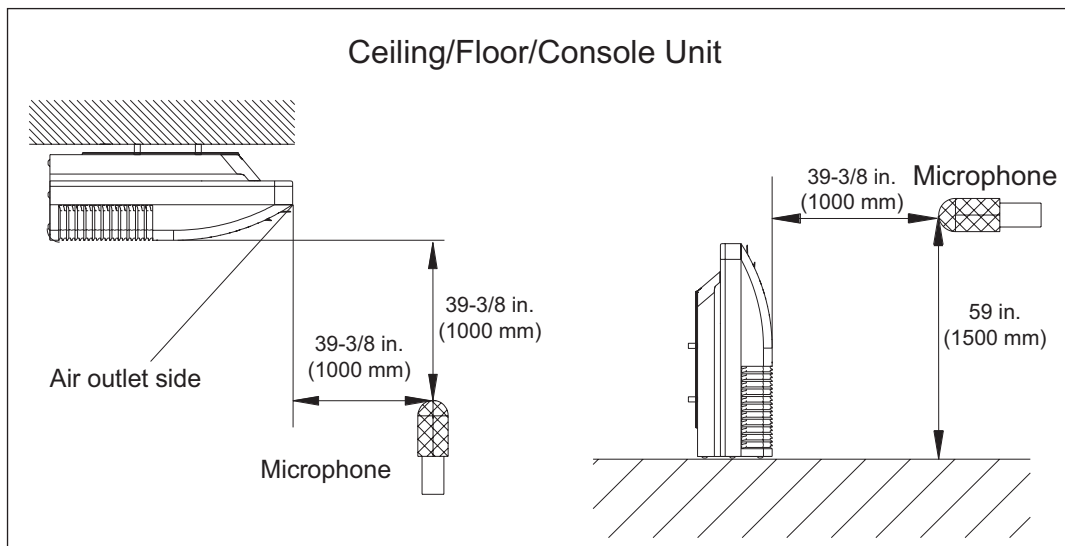 Ceiling/Floor/Console Unit
39-3/8 in.
(1000 mm)
39-3/8 in.
(1000 mm)
Air outlet side
Microphone
39-3/8 in.
(1000 mm)
Microphone
59 in.
(1500 mm)